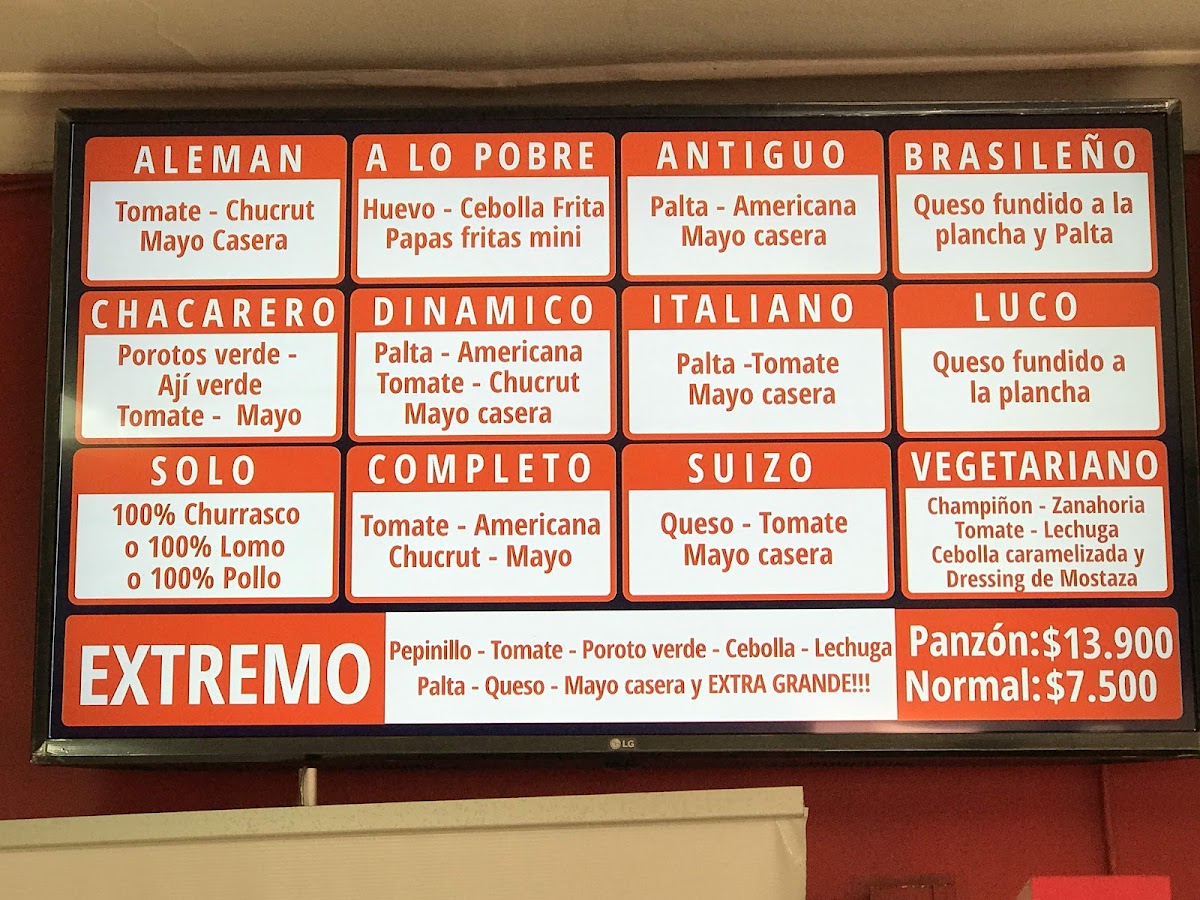 ALEMAN
Tomate - Chucrut
Mayo Casera
A LO POBRE
Huevo - Cebolla Frita
Papas fritas mini
ANTIGUO
Palta - Americana
Mayo casera
BRASILEÑO
Queso fundido a la
plancha y Palta
CHACARERO
Porotos verde -
Ají verde
Tomate - Mayo
DINAMICO
Palta - Americana
Tomate - Chucrut
Mayo casera
ITALIANO
Palta -Tomate
Mayo casera
LUCO
Queso fundido a
la plancha
SOLO
100% Churrasco
o 100% Lomo
o 100% Pollo
COMPLETO
Tomate - Americana
Chucrut - Mayo
SUIZO
Queso - Tomate
Mayo casera
VEGETARIANO
Champiñon - Zanahoria
Tomate - Lechuga
Cebolla caramelizada y
Dressing de Mostaza
EXTREMO
Pepinillo - Tomate - Poroto verde - Cebolla - Lechuga
Palta - Queso - Mayo casera y EXTRA GRANDE!!!
Panzón:$13.900
Normal:$7.500
LG